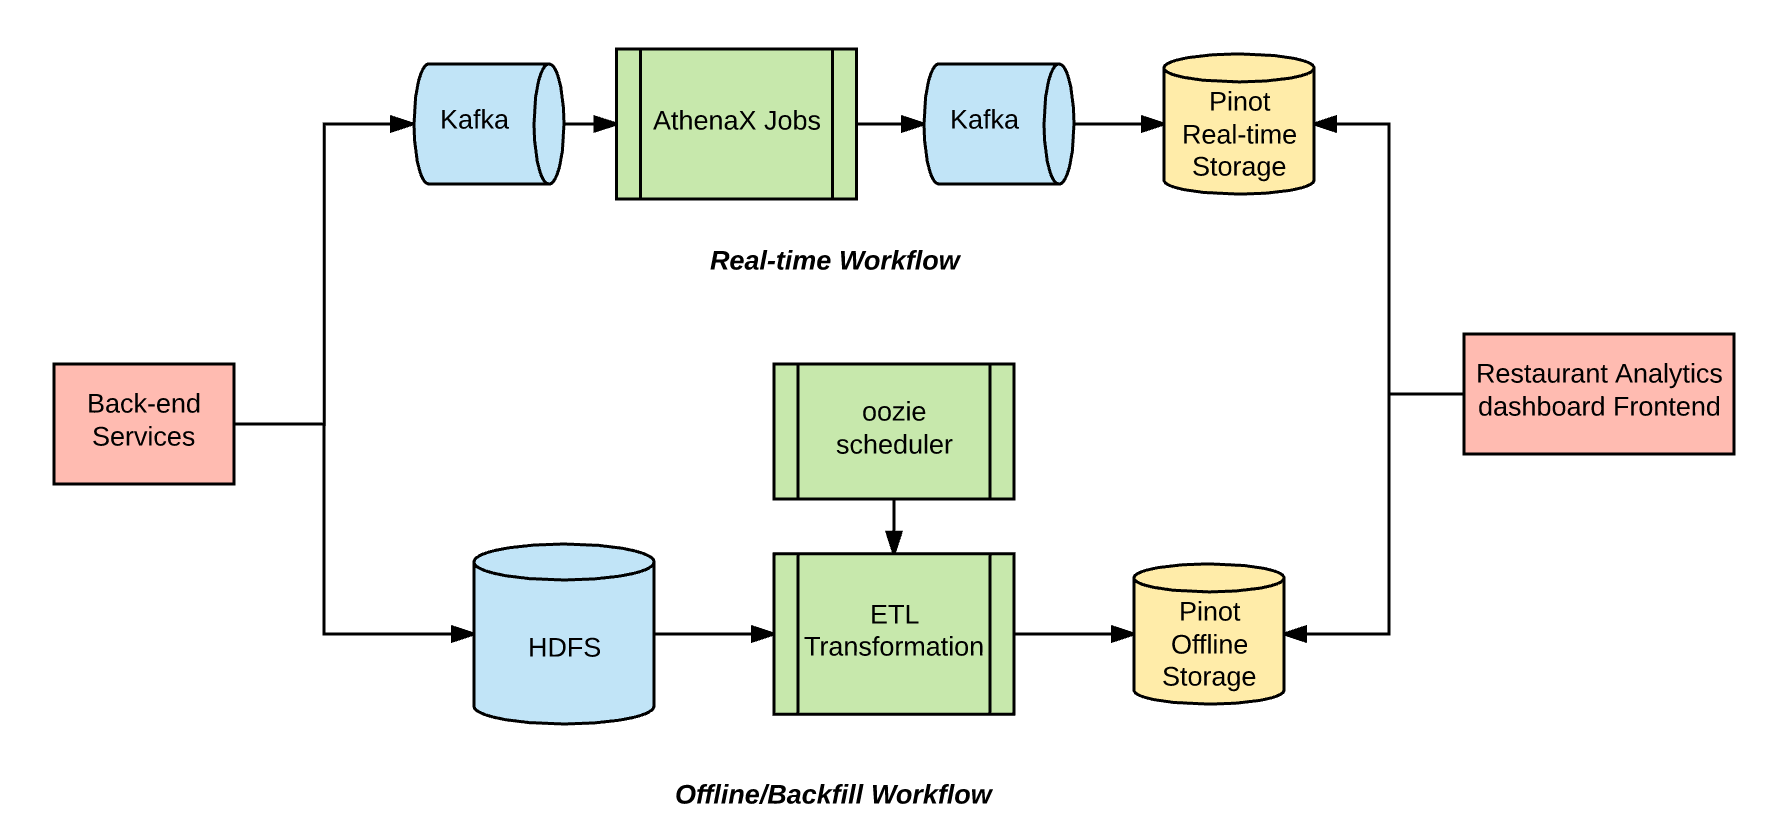 Kafka
AthenaX Jobs
Kafka
Pinot
Real-time
Storage
Real-time Workflow
Back-end
Services
oozie
scheduler
Restaurant Analytics
dashboard Frontend
HDFS
ETL
Transformation
Pinot
Offline
Storage
Offline/Backfill Workflow